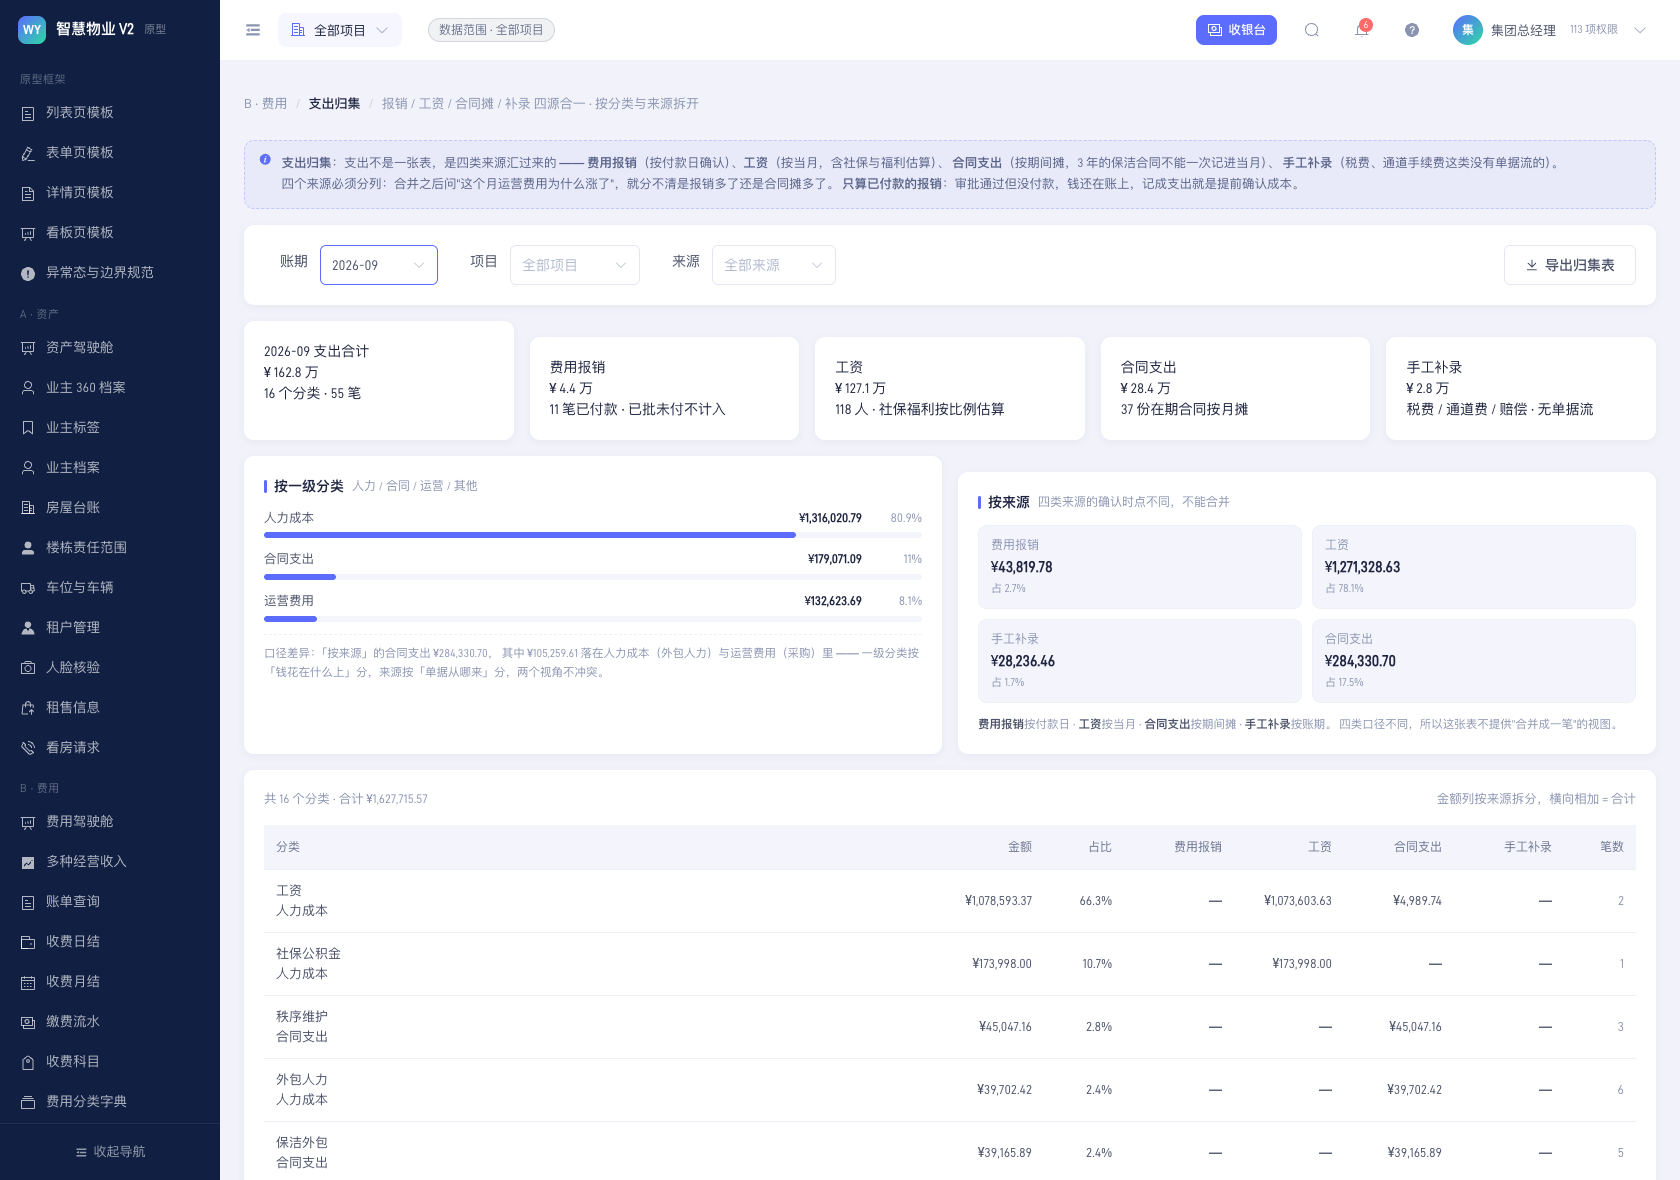 WY 智慧物业 V2 原型
原型框架
列表页模板
表单页模板
详情页模板
看板页模板
异常态与边界规范
A · 资产
资产驾驶舱
业主 360 档案
业主标签
业主档案
房屋台账
楼栋责任范围
车位与车辆
租户管理
人脸核验
租售信息
看房请求
B · 费用
费用驾驶舱
多种经营收入
账单查询
收费日结
收费月结
缴费流水
收费科目
费用分类字典
收起导航
全部项目
数据范围 · 全部项目
收银台
6
集 集团总经理 113 项权限
B · 费用 / 支出归集 / 报销 / 工资 / 合同摊 / 补录 四源合一 · 按分类与来源拆开
支出归集：支出不是一张表，是四类来源汇过来的 —— 费用报销（按付款日确认）、工资（按当月，含社保与福利估算）、合同支出（按期间摊，3 年的保洁合同不能一次记进当月）、手工补录（税费、通道手续费这类没有单据流的）。
四个来源必须分列：合并之后问"这个月运营费用为什么涨了"，就分不清是报销多了还是合同摊多了。只算已付款的报销：审批通过但没付款，钱还在账上，记成支出就是提前确认成本。
账期 2026-09 项目 全部项目 来源 全部来源 导出归集表
2026-09 支出合计
¥ 162.8 万
16 个分类 · 55 笔
费用报销
¥ 4.4 万
11 笔已付款 · 已批未付不计入
工资
¥ 127.1 万
118 人 · 社保福利按比例估算
合同支出
¥ 28.4 万
37 份在期合同按月摊
手工补录
¥ 2.8 万
税费 / 通道费 / 赔偿 · 无单据流
按一级分类 人力 / 合同 / 运营 / 其他
人力成本 ¥1,316,020.79 80.9%
合同支出 ¥179,071.09 11%
运营费用 ¥132,623.69 8.1%
口径差异：「按来源」的合同支出 ¥284,330.70，其中 ¥105,259.61 落在人力成本（外包人力）与运营费用（采购）里 —— 一级分类按
「钱花在什么上」分，来源按「单据从哪来」分，两个视角不冲突。
按来源 四类来源的确认时点不同，不能合并
费用报销
¥43,819.78
占 2.7%
工资
¥1,271,328.63
占 78.1%
手工补录
¥28,236.46
占 1.7%
合同支出
¥284,330.70
占 17.5%
费用报销按付款日 · 工资按当月 · 合同支出按期间摊 · 手工补录按账期。 四类口径不同，所以这张表不提供"合并成一笔"的视图。
共 16 个分类 · 合计 ¥1,627,715.57
金额列按来源拆分，横向相加 = 合计
分类 金额 占比 费用报销 工资 合同支出 手工补录 笔数
工资
人力成本
¥1,078,593.37 66.3% — ¥1,073,603.63 ¥4,989.74 — 2
社保公积金
人力成本
¥173,998.00 10.7% — ¥173,998.00 — — 1
秩序维护
合同支出
¥45,047.16 2.8% — — ¥45,047.16 — 3
外包人力
人力成本
¥39,702.42 2.4% — — ¥39,702.42 — 6
保洁外包
合同支出
¥39,165.89 2.4% — — ¥39,165.89 — 5